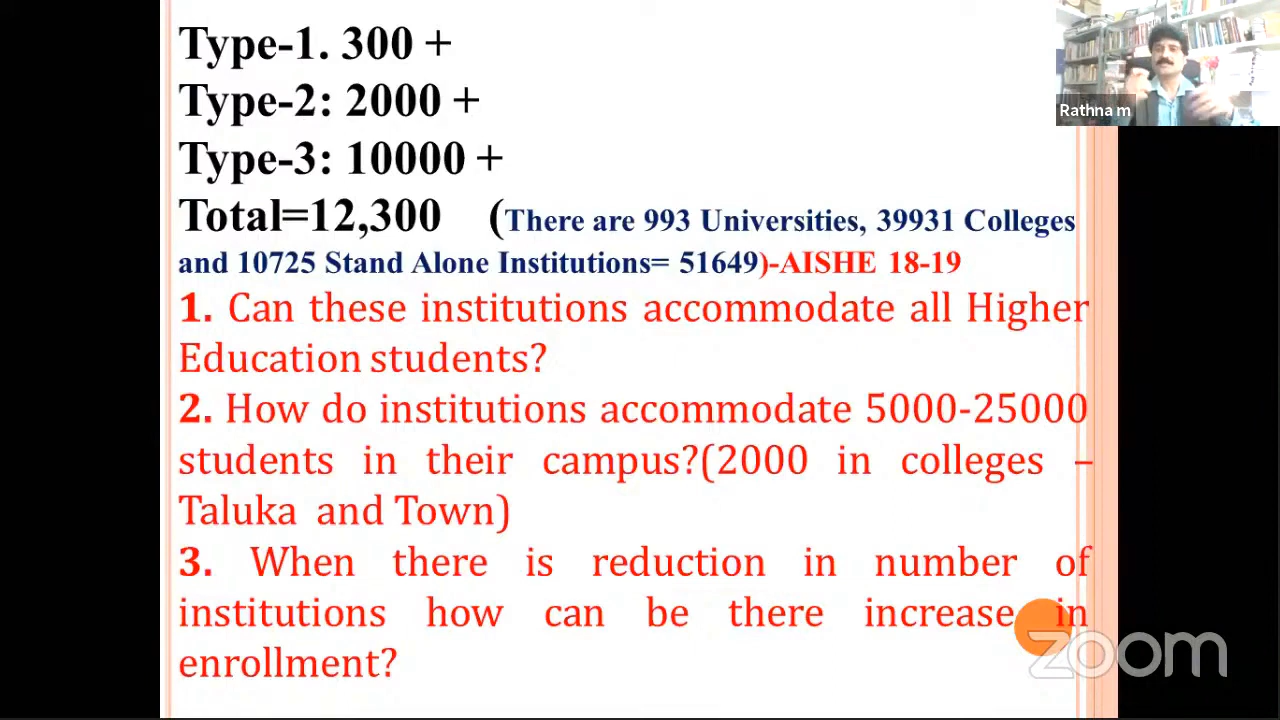 Type-1. 300 +
Type-2: 2000 +
Type-3: 10000 +
Total=12,300 (There are 993 Universities, 39931 Colleges
and 10725 Stand Alone Institutions= 51649)-AISHE 18-19
1. Can these institutions accommodate all Higher
Education students?
2. How do institutions accommodate 5000-25000
students in their campus?(2000 in colleges –
Taluka and Town)
3. When there is reduction in number of
institutions how can be there increase in
enrollment?
Rathna m
zoom